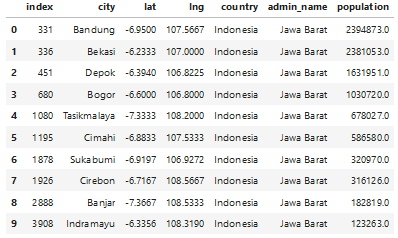 index city lat lng country admin_name population
0 331 Bandung -6.9500 107.5667 Indonesia Jawa Barat 2394873.0
1 336 Bekasi -6.2333 107.0000 Indonesia Jawa Barat 2381053.0
2 451 Depok -6.3940 106.8225 Indonesia Jawa Barat 1631951.0
3 680 Bogor -6.6000 106.8000 Indonesia Jawa Barat 1030720.0
4 1080 Tasikmalaya -7.3333 108.2000 Indonesia Jawa Barat 678027.0
5 1195 Cimahi -6.8833 107.5333 Indonesia Jawa Barat 586580.0
6 1878 Sukabumi -6.9197 106.9272 Indonesia Jawa Barat 320970.0
7 1926 Cirebon -6.7167 108.5667 Indonesia Jawa Barat 316126.0
8 2888 Banjar -7.3667 108.5333 Indonesia Jawa Barat 182819.0
9 3908 Indramayu -6.3356 108.3190 Indonesia Jawa Barat 123263.0